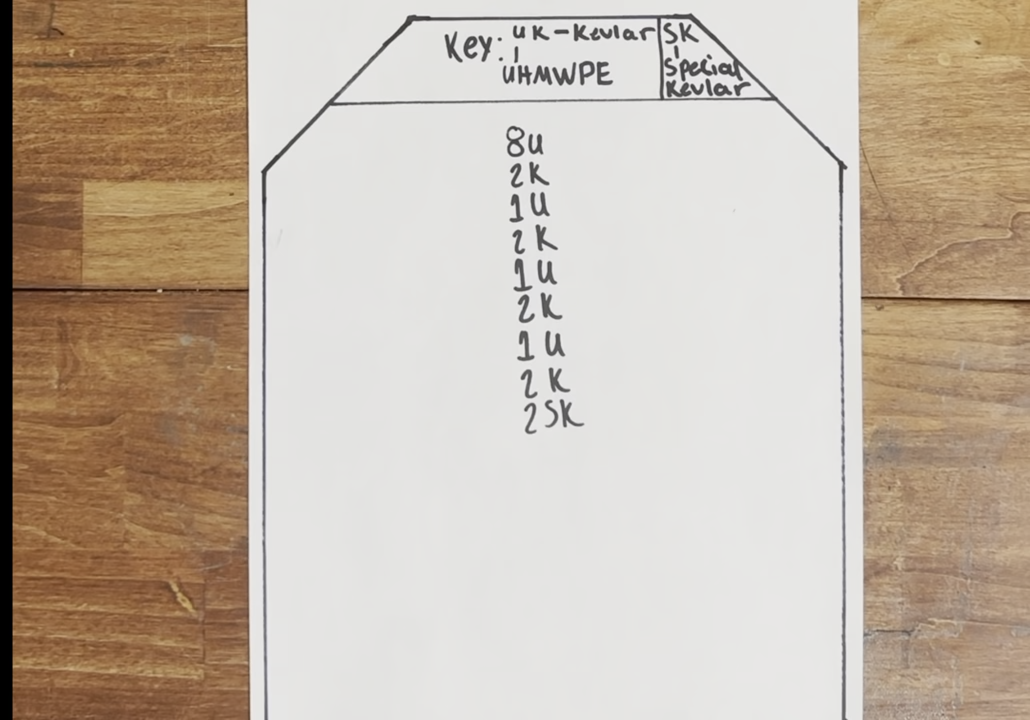 Key: U K-Kevlar
UHMWPE
SK
Special
Kevlar
8U
2K
1U
2K
1U
2K
1U
2K
2SK